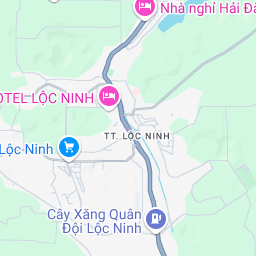 Nhà nghỉ Hải Đă
OTEL LỘC NINH
TT. LỘC NINH
Lộc Ninh
Cây Xăng Quân
Đội Lộc Ninh